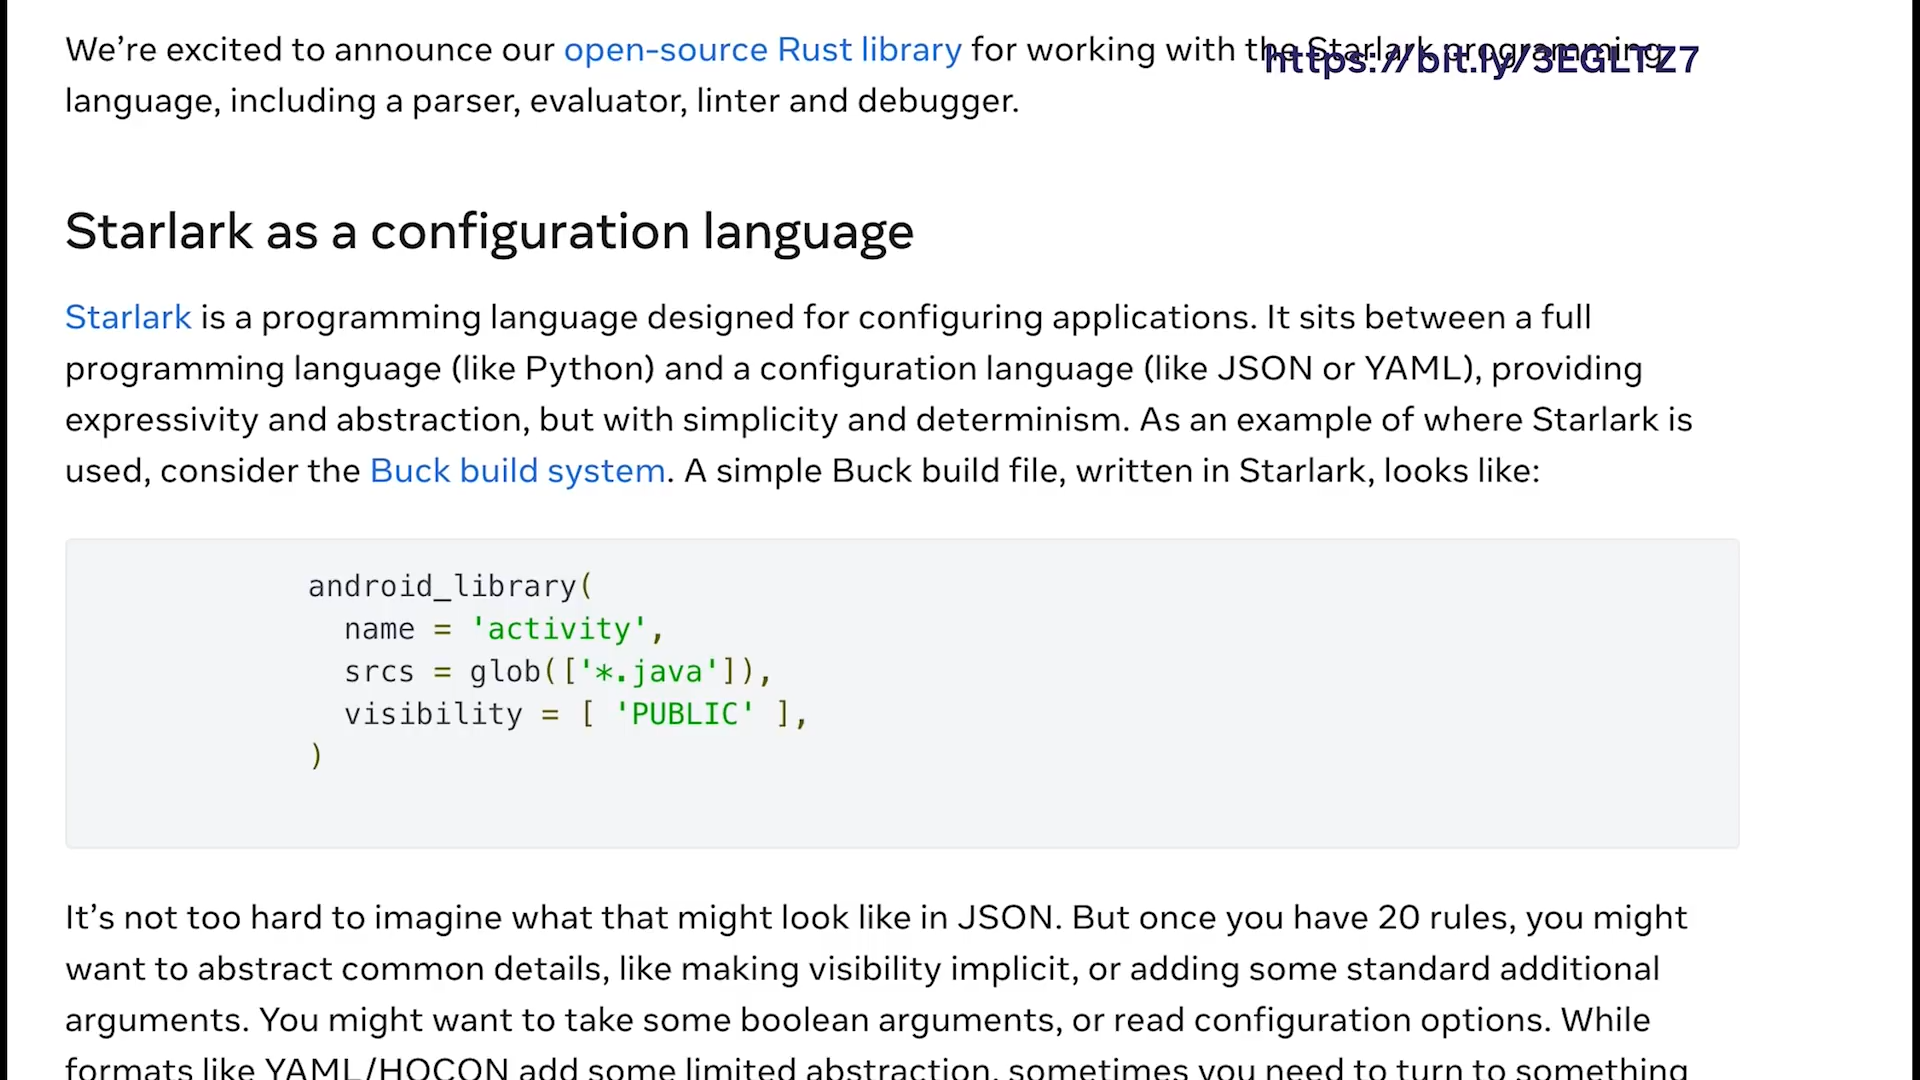 We’re excited to announce our open-source Rust library for working with the Starlark programming
https://bit.ly/3EGLTZ7
language, including a parser, evaluator, linter and debugger.
Starlark as a configuration language
Starlark is a programming language designed for configuring applications. It sits between a full
programming language (like Python) and a configuration language (like JSON or YAML), providing
expressivity and abstraction, but with simplicity and determinism. As an example of where Starlark is
used, consider the Buck build system. A simple Buck build file, written in Starlark, looks like:
android_library(
  name = 'activity',
  srcs = glob(['*.java']),
  visibility = [ 'PUBLIC' ],
)
It’s not too hard to imagine what that might look like in JSON. But once you have 20 rules, you might
want to abstract common details, like making visibility implicit, or adding some standard additional
arguments. You might want to take some boolean arguments, or read configuration options. While
formats like YAML/HOCON add some limited abstraction, sometimes you need to turn to something